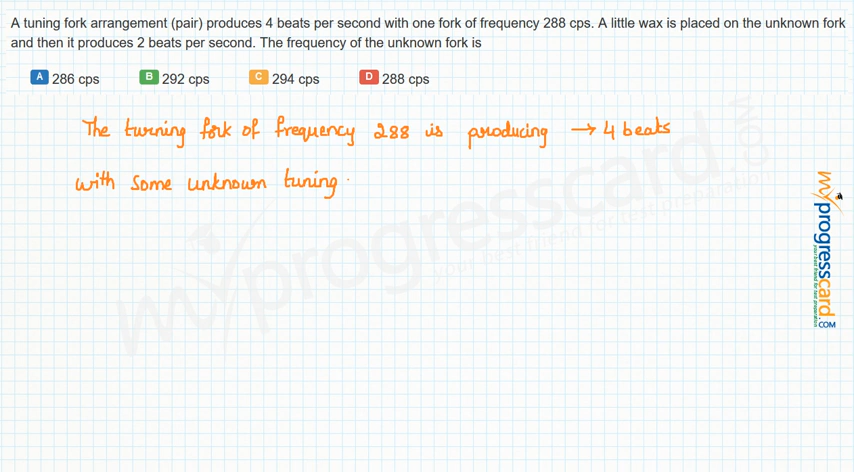 A tuning fork arrangement (pair) produces 4 beats per second with one fork of frequency 288 cps. A little wax is placed on the unknown fork
and then it produces 2 beats per second. The frequency of the unknown fork is
A 286 cps B 292 cps C 294 cps D 288 cps
The turning fork of frequency 288 is producing → 4 beats
with some unknown tuning.
myprogresscard.COM